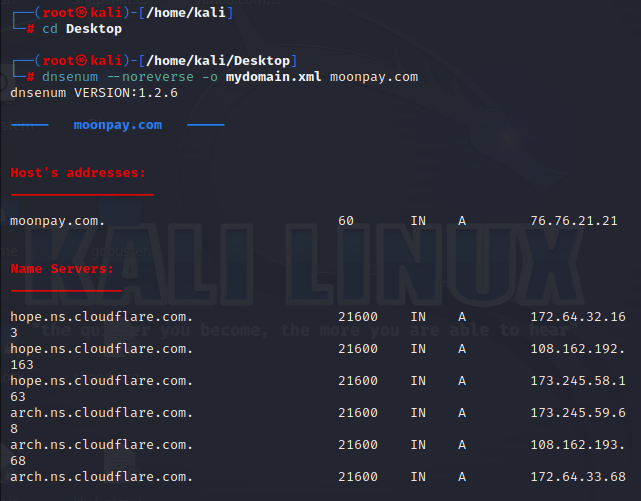 ┌──(root㉿kali)-[/home/kali]
└─# cd Desktop
┌──(root㉿kali)-[/home/kali/Desktop]
└─# dnsenum --noreverse -o mydomain.xml moonpay.com
dnsenum VERSION:1.2.6
-----   moonpay.com   -----
Host's addresses:
__________________
moonpay.com.                             60       IN    A        76.76.21.21
Name Servers:
______________
hope.ns.cloudflare.com.                  21600    IN    A        172.64.32.16
3
hope.ns.cloudflare.com.                  21600    IN    A        108.162.192.
163
hope.ns.cloudflare.com.                  21600    IN    A        173.245.58.1
63
arch.ns.cloudflare.com.                  21600    IN    A        173.245.59.6
8
arch.ns.cloudflare.com.                  21600    IN    A        108.162.193.
68
arch.ns.cloudflare.com.                  21600    IN    A        172.64.33.68
KALI LINUX
"the quieter you become, the more you are able to hear"